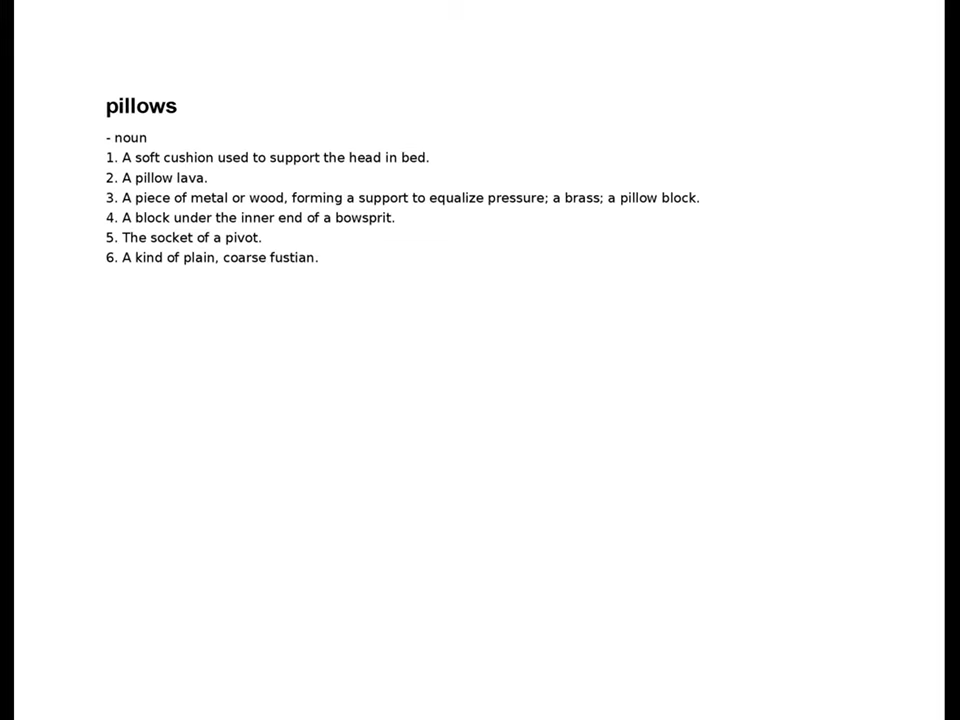 pillows
- noun
1. A soft cushion used to support the head in bed.
2. A pillow lava.
3. A piece of metal or wood, forming a support to equalize pressure; a brass; a pillow block.
4. A block under the inner end of a bowsprit.
5. The socket of a pivot.
6. A kind of plain, coarse fustian.